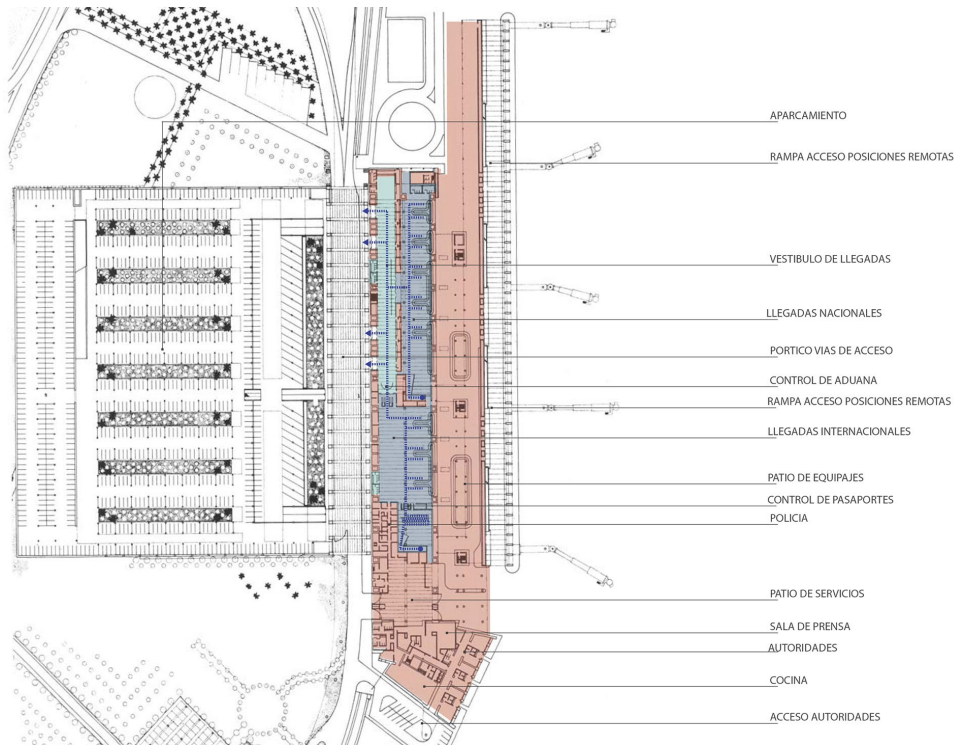 APARCAMIENTO
RAMPA ACCESO POSICIONES REMOTAS
VESTIBULO DE LLEGADAS
LLEGADAS NACIONALES
PORTICO VIAS DE ACCESO
CONTROL DE ADUANA
RAMPA ACCESO POSICIONES REMOTAS
LLEGADAS INTERNACIONALES
PATIO DE EQUIPAJES
CONTROL DE PASAPORTES
POLICIA
PATIO DE SERVICIOS
SALA DE PRENSA
AUTORIDADES
COCINA
ACCESO AUTORIDADES